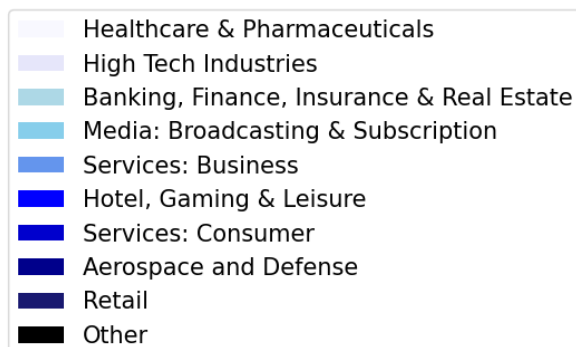 Healthcare & Pharmaceuticals
High Tech Industries
Banking, Finance, Insurance & Real Estate
Media: Broadcasting & Subscription
Services: Business
Hotel, Gaming & Leisure
Services: Consumer
Aerospace and Defense
Retail
Other